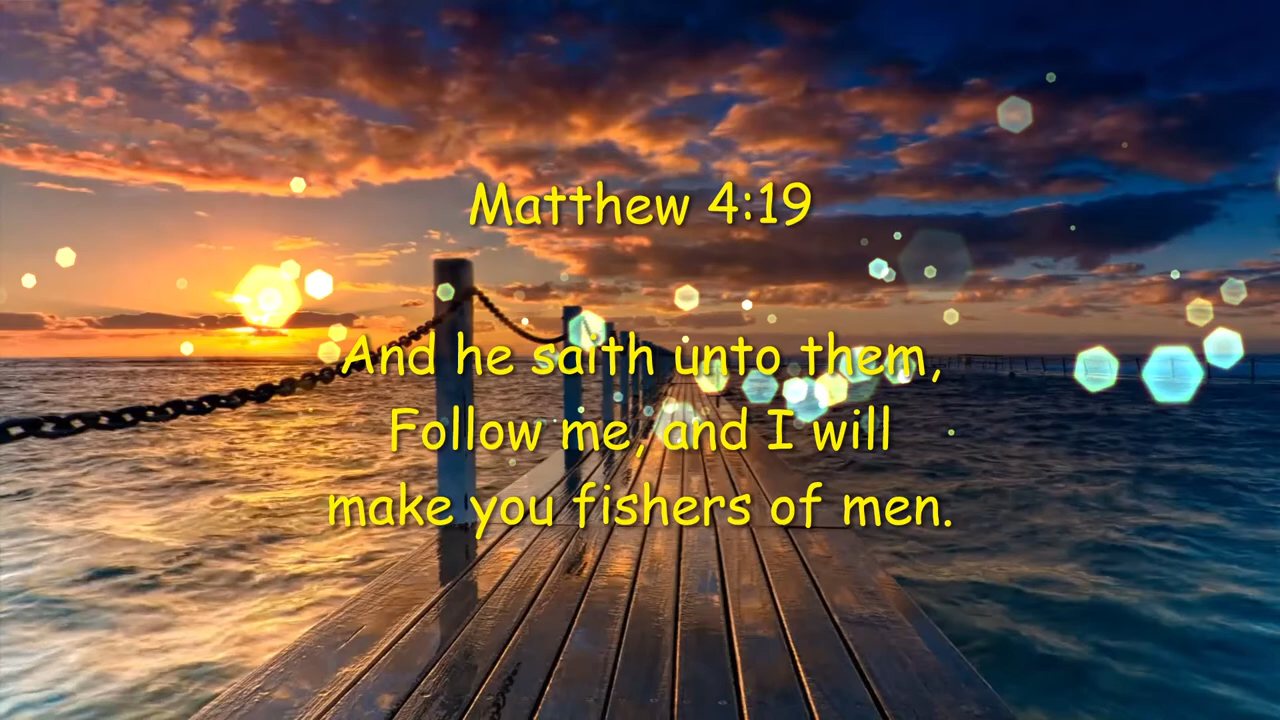 Matthew 4:19
And he saith unto them,
Follow me, and I will
make you fishers of men.